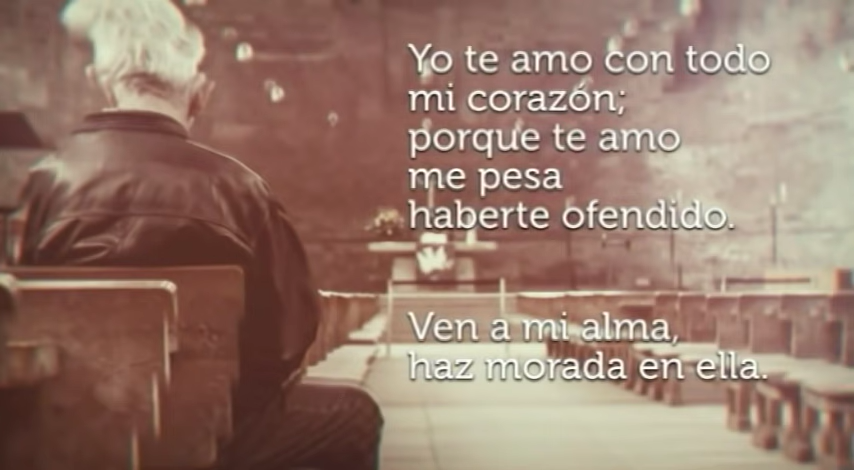 Yo te amo con todo
mi corazón;
porque te amo
me pesa
haberte ofendido.
Ven a mi alma,
haz morada en ella.